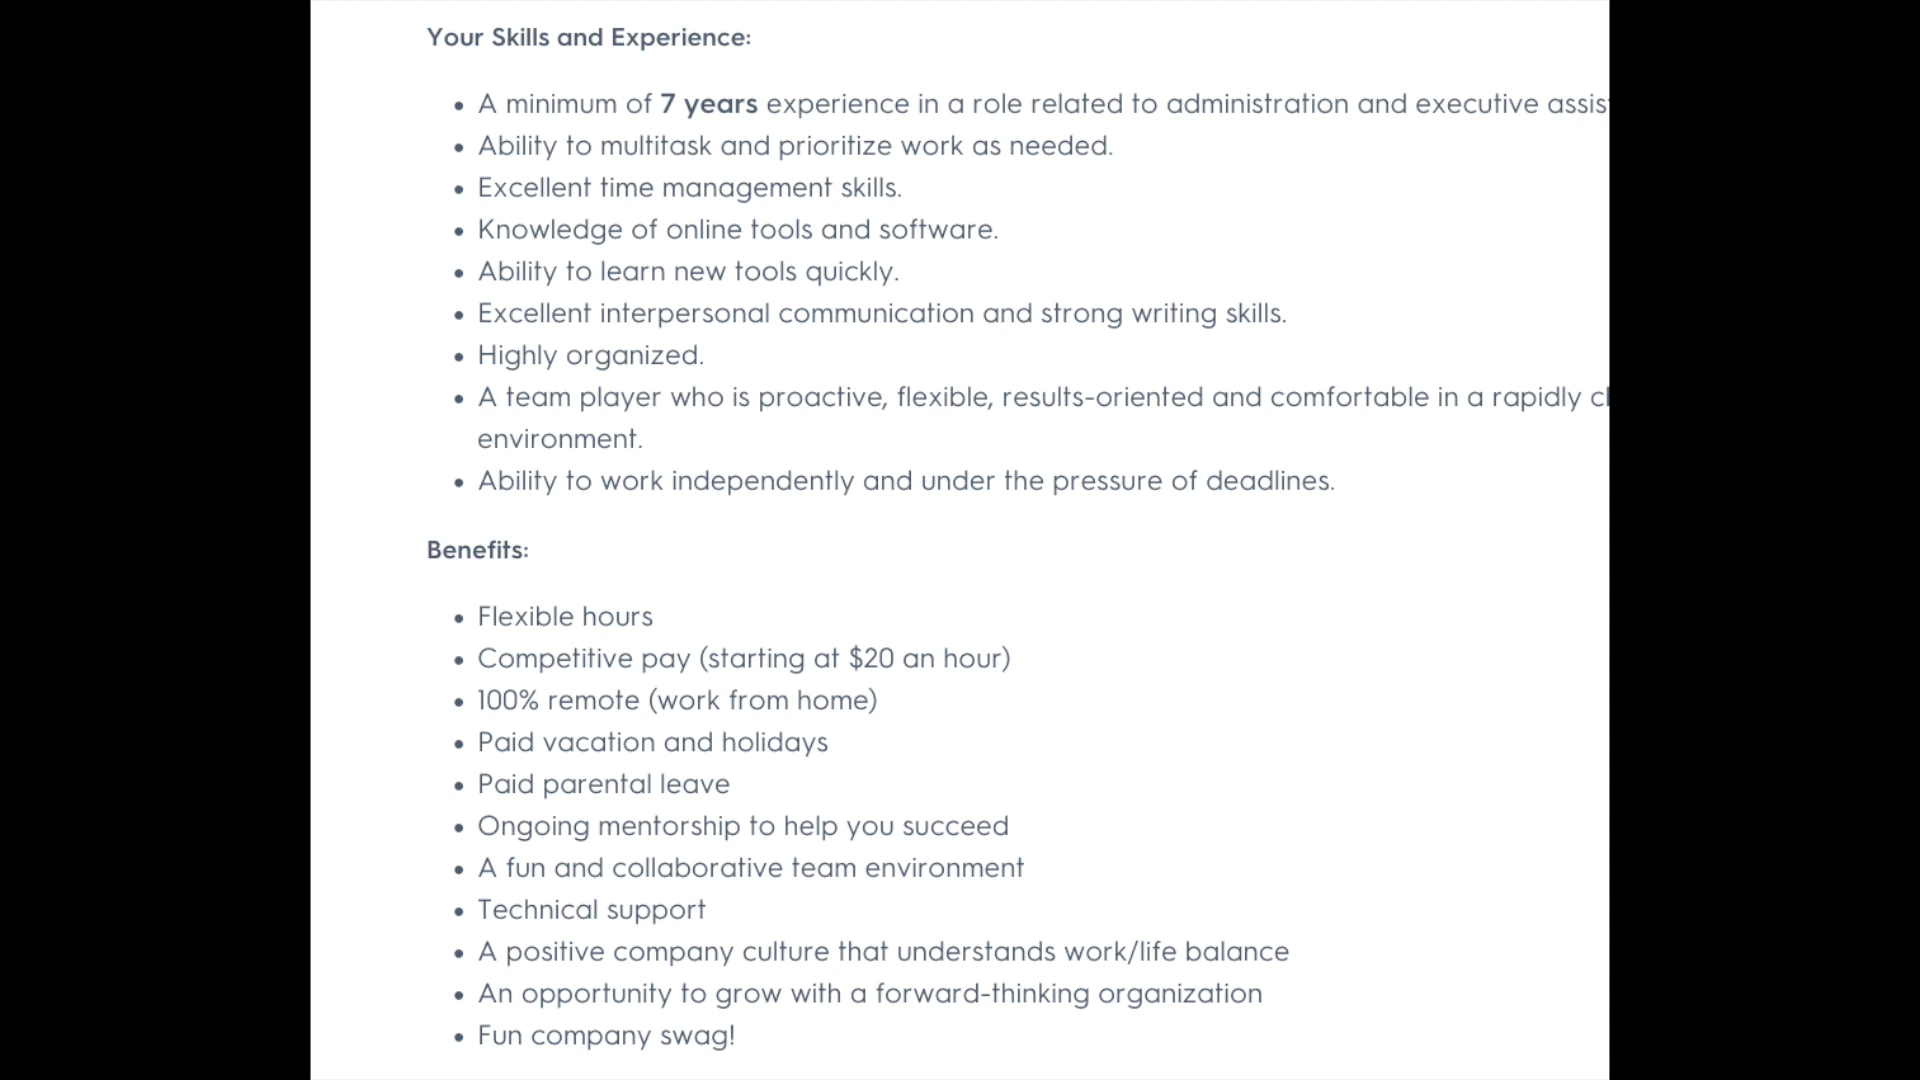 Your Skills and Experience:
A minimum of 7 years experience in a role related to administration and executive
Ability to multitask and prioritize work as needed.
Excellent time management skills.
Knowledge of online tools and software.
Ability to learn new tools quickly.
Excellent interpersonal communication and strong writing skills.
Highly organized.
A team player who is proactive, flexible, results-oriented and comfortable in a rapidly
environment.
Ability to work independently and under the pressure of deadlines.
Benefits:
Flexible hours
Competitive pay (starting at $20 an hour)
100% remote (work from home)
Paid vacation and holidays
Paid parental leave
Ongoing mentorship to help you succeed
A fun and collaborative team environment
Technical support
A positive company culture that understands work/life balance
An opportunity to grow with a forward-thinking organization
Fun company swag!